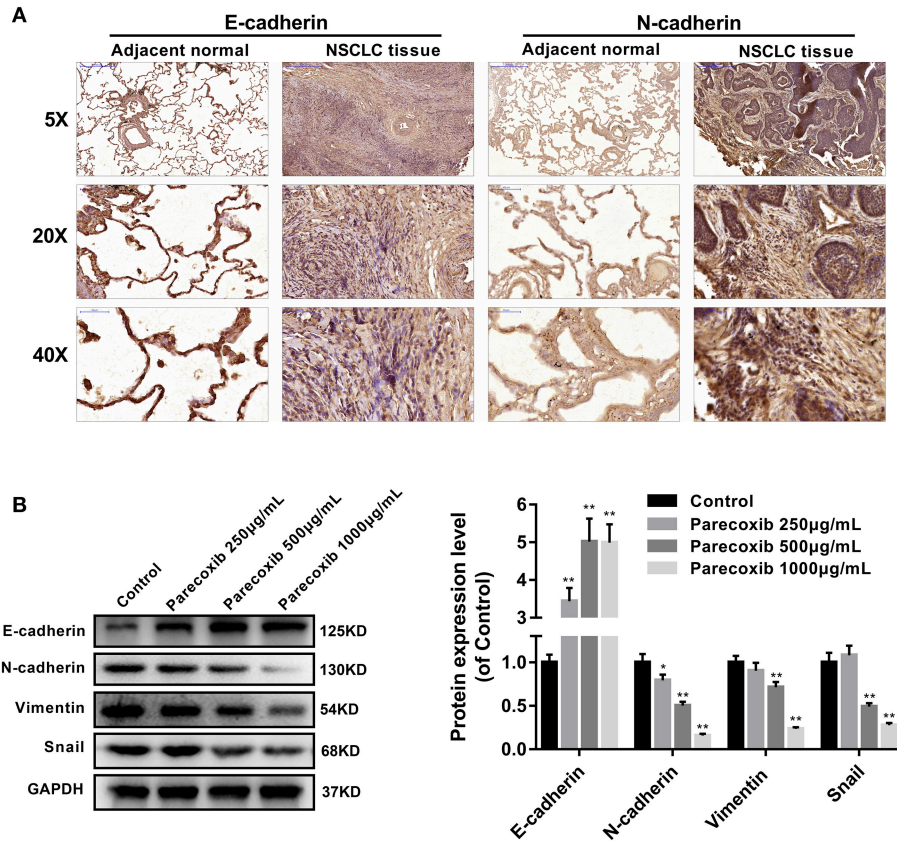 A
E-cadherin
N-cadherin
Adjacent normal
NSCLC tissue
Adjacent normal
NSCLC tissue
5X
20X
40X
B
Control
Parecoxib 250μg/mL
Parecoxib 500μg/mL
Parecoxib 1000μg/mL
E-cadherin
125KD
N-cadherin
130KD
Vimentin
54KD
Snail
68KD
GAPDH
37KD
Control
Parecoxib 250μg/mL
Parecoxib 500μg/mL
Parecoxib 1000μg/mL
Protein expression level
(of Control)
6
5
4
3
1.0
0.5
0.0
**
**
**
*
**
**
**
**
**
**
E-cadherin
N-cadherin
Vimentin
Snail